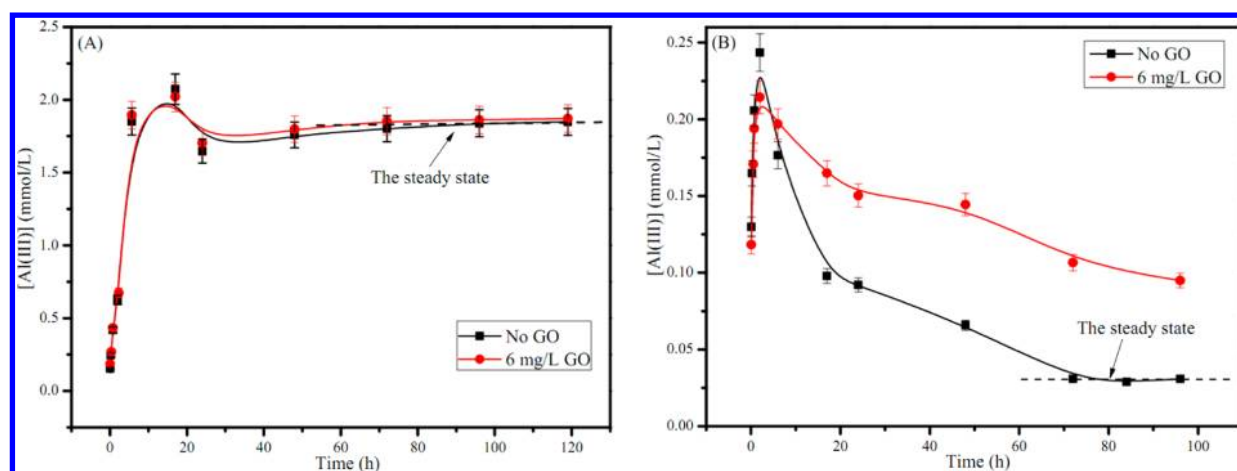 (A)
[Al(III)] (mmol/L)
2.5
2.0
1.5
1.0
0.5
0.0
The steady state
No GO
6 mg/L GO
0 20 40 60 80 100 120
Time (h)
(B)
[Al(III)] (mmol/L)
0.25
0.20
0.15
0.10
0.05
0.00
No GO
6 mg/L GO
The steady state
0 20 40 60 80 100
Time (h)